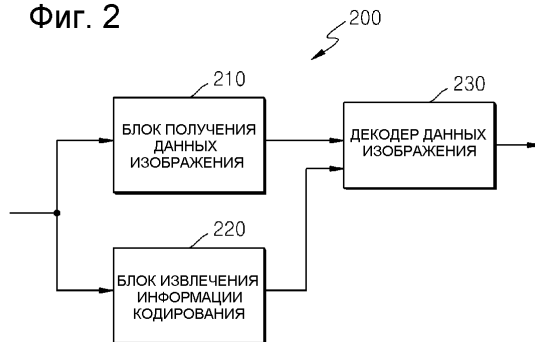 Фиг. 2
200
210
БЛОК ПОЛУЧЕНИЯ
ДАННЫХ
ИЗОБРАЖЕНИЯ
230
ДЕКОДЕР ДАННЫХ
ИЗОБРАЖЕНИЯ
220
БЛОК ИЗВЛЕЧЕНИЯ
ИНФОРМАЦИИ
КОДИРОВАНИЯ